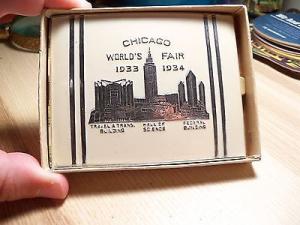 CHICAGO
WORLD'S FAIR
1933 1934
TRAVEL & TRANS. HALL OF FEDERAL
BUILDING SCIENCE BUILDING